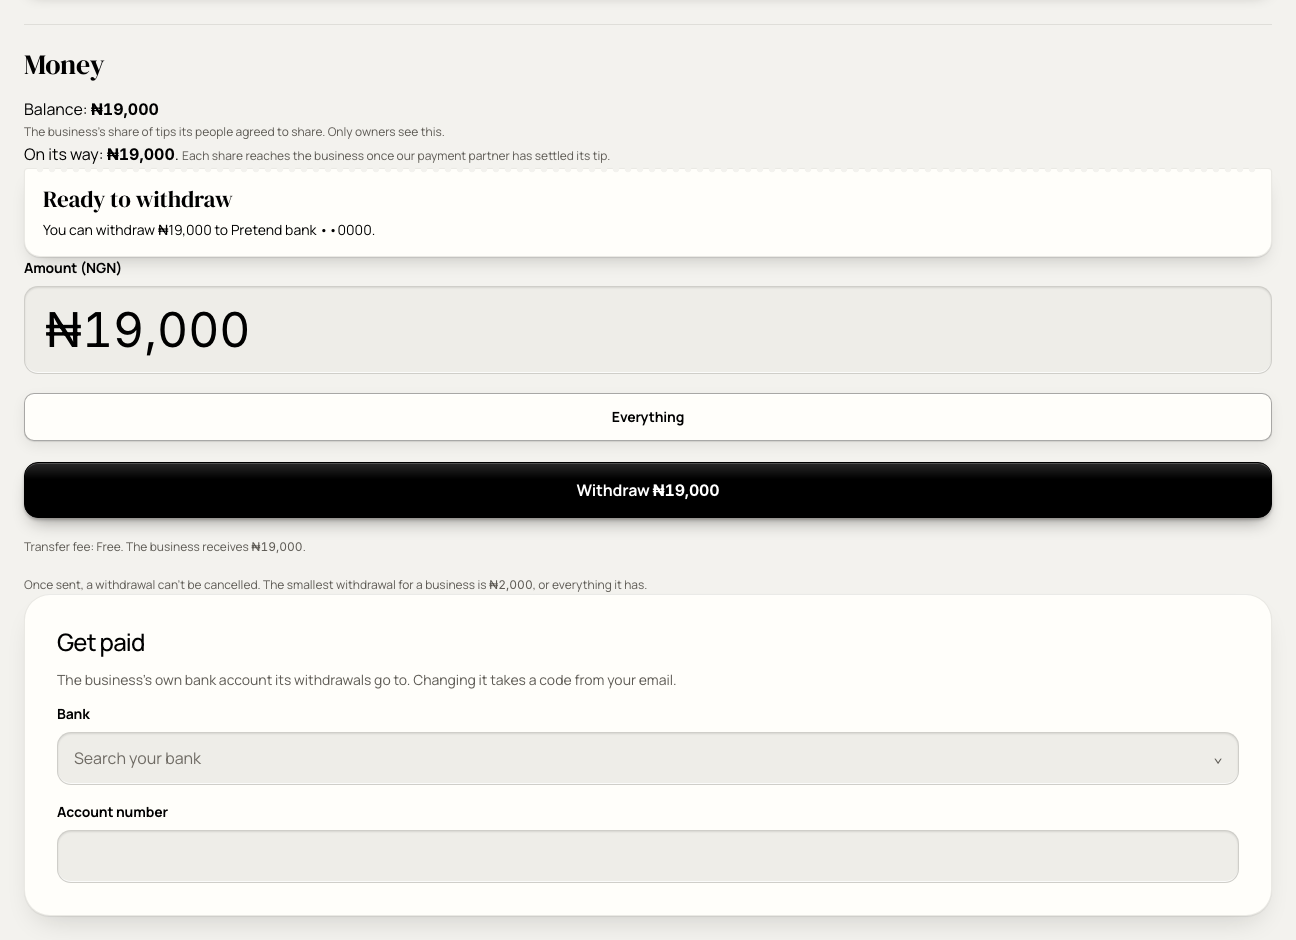 Money
Balance: ₦19,000
The business's share of tips its people agreed to share. Only owners see this.
On its way: ₦19,000. Each share reaches the business once our payment partner has settled its tip.
Ready to withdraw
You can withdraw ₦19,000 to Pretend bank ••0000.
Amount (NGN)
₦19,000
Everything
Withdraw ₦19,000
Transfer fee: Free. The business receives ₦19,000.
Once sent, a withdrawal can't be cancelled. The smallest withdrawal for a business is ₦2,000, or everything it has.
Get paid
The business's own bank account its withdrawals go to. Changing it takes a code from your email.
Bank
Search your bank
Account number